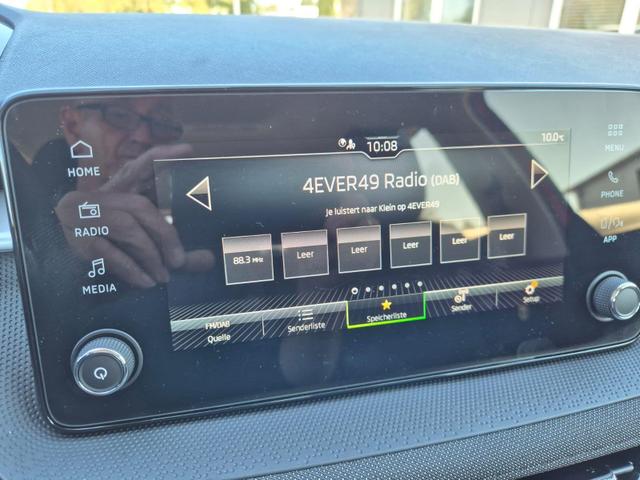 10:08
10.0°C
HOME
RADIO
MEDIA
MENU
PHONE
APP
4EVER49 Radio (DAB)
Je luistert naar Klein op 4EVER49
88.3 MHz
Leer
Leer
Leer
Leer
Leer
FM/DAB
Quelle
Senderliste
Speicherliste
Sender
Setup